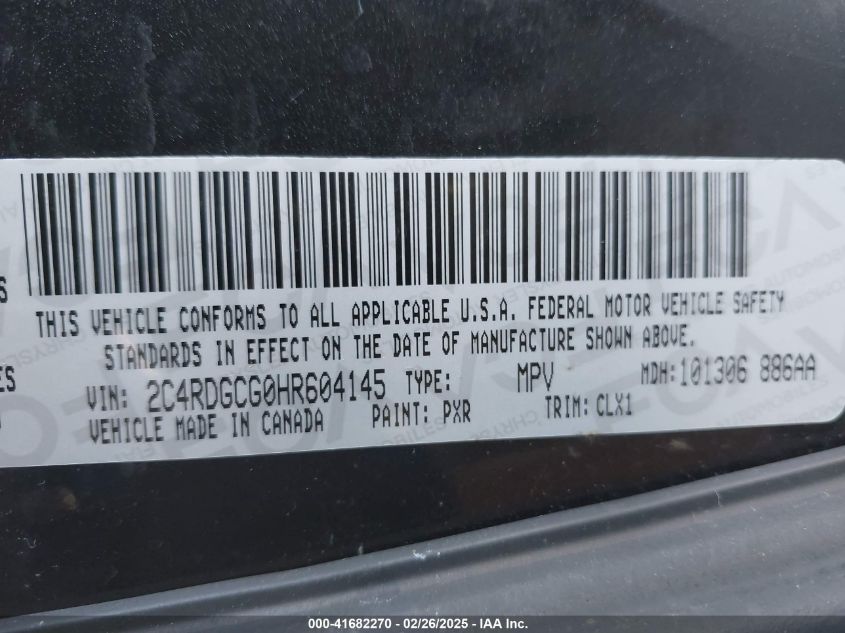 THIS VEHICLE CONFORMS TO ALL APPLICABLE U.S.A. FEDERAL MOTOR VEHICLE SAFETY
STANDARDS IN EFFECT ON THE DATE OF MANUFACTURE SHOWN ABOVE.
VIN: 2C4RDGCG0HR604145 TYPE: MPV MDH:101306 886AA
VEHICLE MADE IN CANADA PAINT: PXR TRIM: CLX1
000-41682270 - 02/26/2025 - IAA Inc.